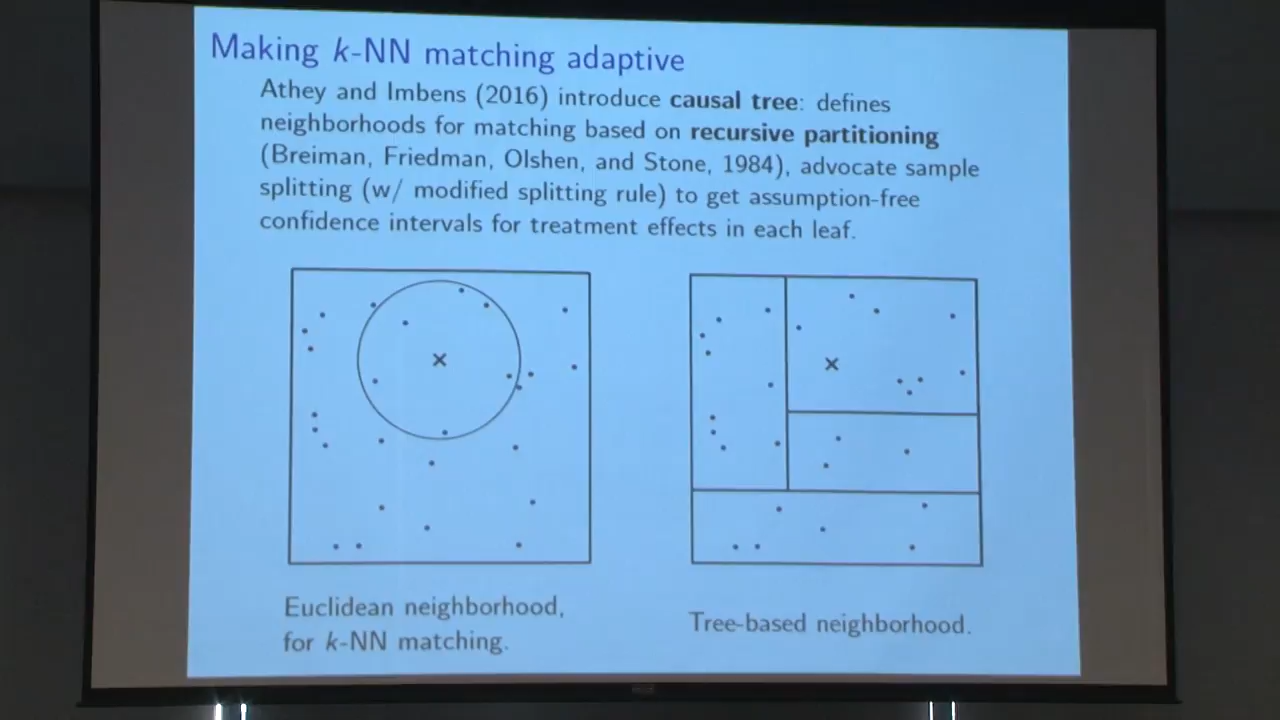 Making k-NN matching adaptive
Athey and Imbens (2016) introduce causal tree: defines
neighborhoods for matching based on recursive partitioning
(Breiman, Friedman, Olshen, and Stone, 1984), advocate sample
splitting (w/ modified splitting rule) to get assumption-free
confidence intervals for treatment effects in each leaf.
Euclidean neighborhood,
for k-NN matching.
Tree-based neighborhood.